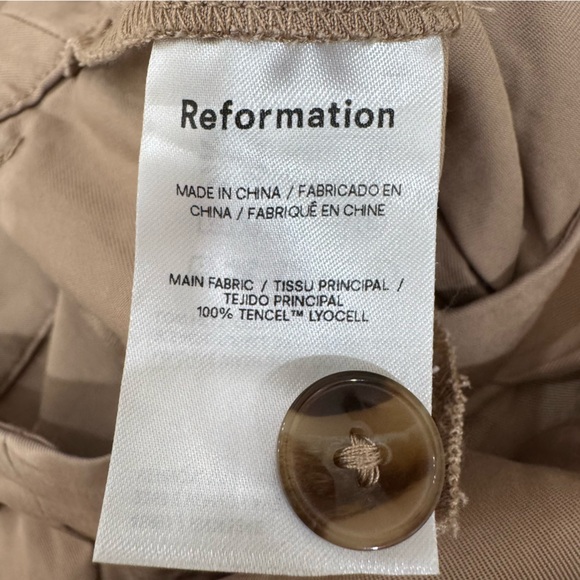 Reformation
MADE IN CHINA / FABRICADO EN
CHINA / FABRIQUÉ EN CHINE
MAIN FABRIC / TISSU PRINCIPAL /
TEJIDO PRINCIPAL
100% TENCEL™ LYOCELL